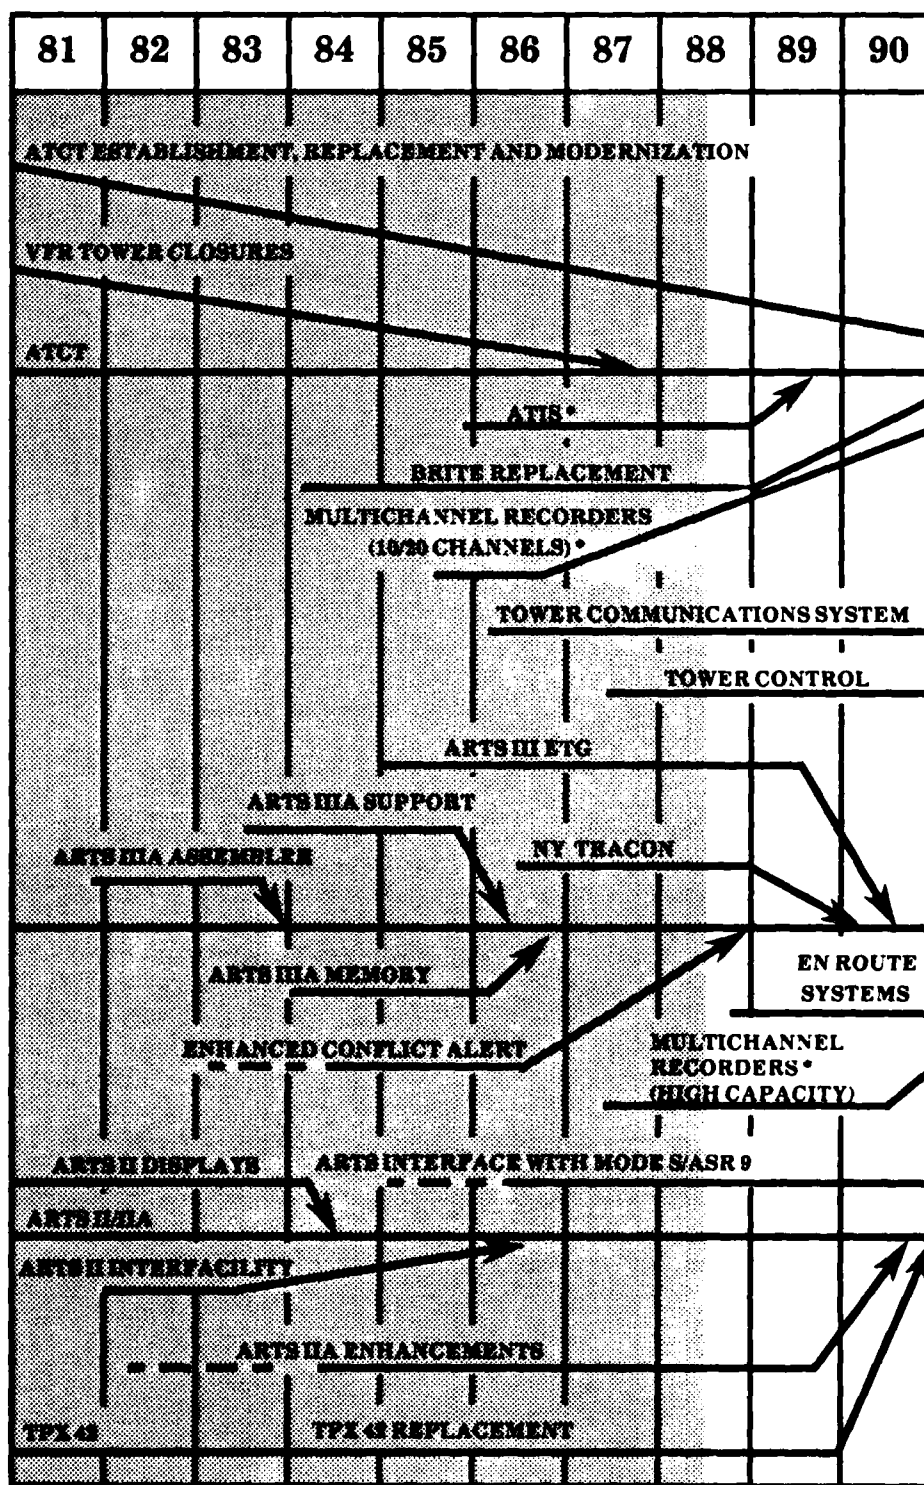 81 82 83 84 85 86 87 88 89 90
ATCT ESTABLISHMENT, REPLACEMENT AND MODERNIZATION
VFR TOWER CLOSURES
ATCT
ATIS*
BRITE REPLACEMENT
MULTICHANNEL RECORDERS
(10/20 CHANNELS)*
TOWER COMMUNICATIONS SYSTEM
TOWER CONTROL
ARTS III ETG
ARTS IIIA SUPPORT
NY TRACON
ARTS IIIA ASSEMBLER
EN ROUTE
SYSTEMS
ARTS IIIA MEMORY
ENHANCED CONFLICT ALERT
MULTICHANNEL
RECORDERS*
(HIGH CAPACITY)
ARTS II DISPLAYS ARTS INTERFACE WITH MODE S/ASR 9
ARTS II/IIA
ARTS II INTERFACILITY
ARTS IIA ENHANCEMENTS
TPX 42 TPX 42 REPLACEMENT